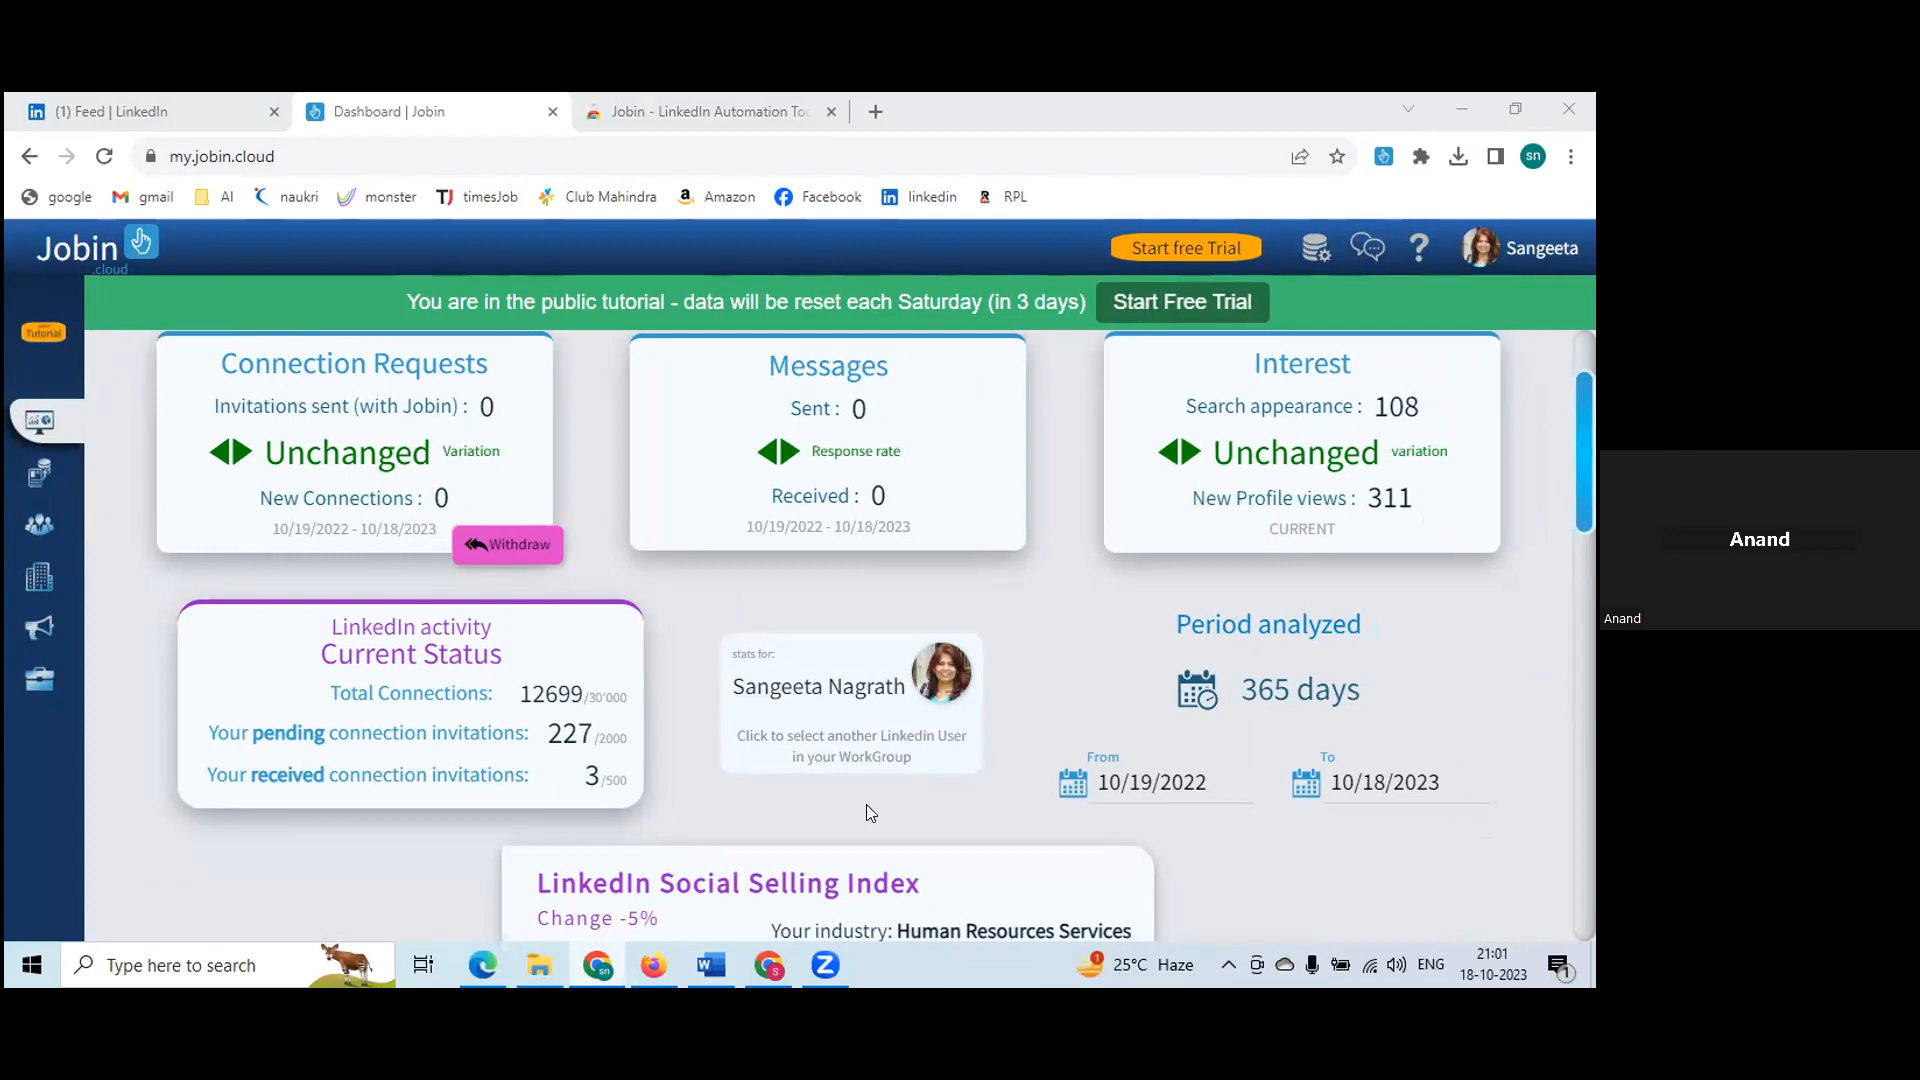 (1) Feed | LinkedIn
Dashboard | Jobin
Jobin - LinkedIn Automation Too
my.jobin.cloud
sn
google
gmail
AI
naukri
monster
TJ timesJob
Club Mahindra
Amazon
Facebook
linkedin
RPL
Jobin
.cloud
Start free Trial
?
Sangeeta
You are in the public tutorial - data will be reset each Saturday (in 3 days)
Start Free Trial
Tutorial
Connection Requests
Invitations sent (with Jobin) : 0
Unchanged Variation
New Connections : 0
10/19/2022 - 10/18/2023
Withdraw
Messages
Sent : 0
Response rate
Received : 0
10/19/2022 - 10/18/2023
Interest
Search appearance : 108
Unchanged variation
New Profile views : 311
CURRENT
Anand
Anand
LinkedIn activity
Current Status
Total Connections: 12699/30'000
Your pending connection invitations: 227/2000
Your received connection invitations: 3/500
stats for:
Sangeeta Nagrath
Click to select another Linkedin User
in your WorkGroup
Period analyzed
365 days
From
10/19/2022
To
10/18/2023
LinkedIn Social Selling Index
Change -5%
Your industry: Human Resources Services
Type here to search
sn
W
S
Z
1
25°C Haze
ENG
21:01
18-10-2023
1